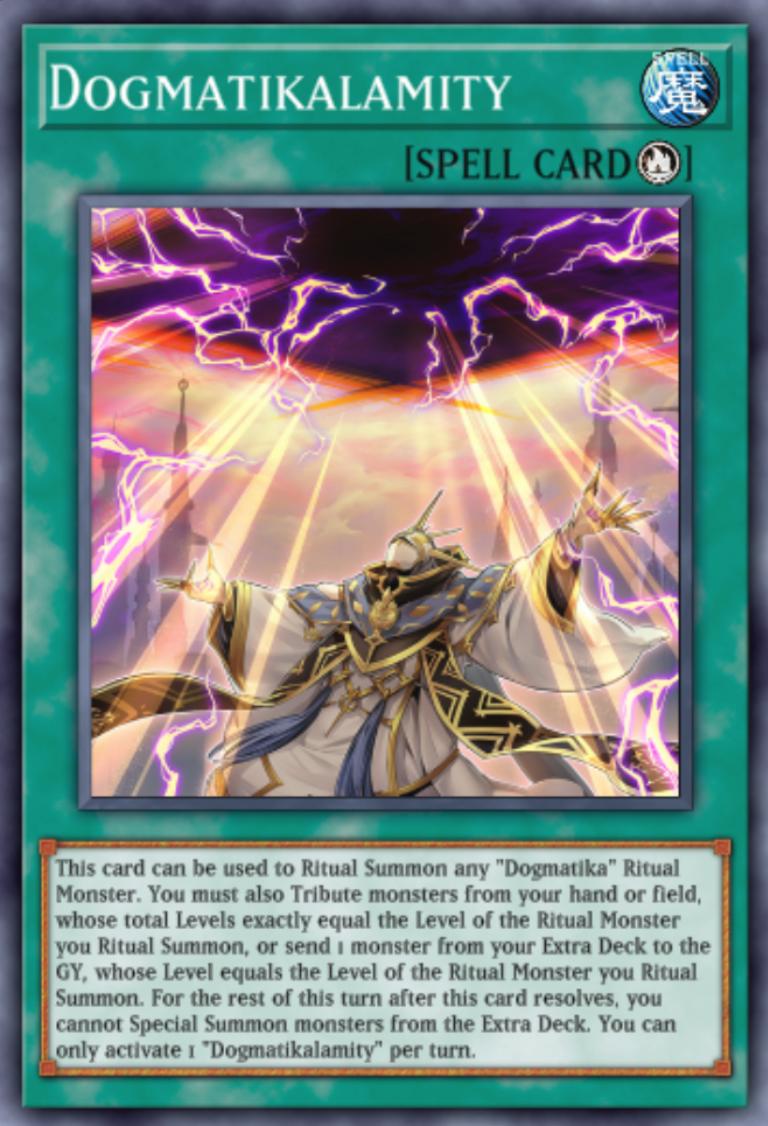 DOGMATIKALAMITY
SPELL
魔
[SPELL CARD]
This card can be used to Ritual Summon any "Dogmatika" Ritual
Monster. You must also Tribute monsters from your hand or field,
whose total Levels exactly equal the Level of the Ritual Monster
you Ritual Summon, or send 1 monster from your Extra Deck to the
GY, whose Level equals the Level of the Ritual Monster you Ritual
Summon. For the rest of this turn after this card resolves, you
cannot Special Summon monsters from the Extra Deck. You can
only activate 1 "Dogmatikalamity" per turn.